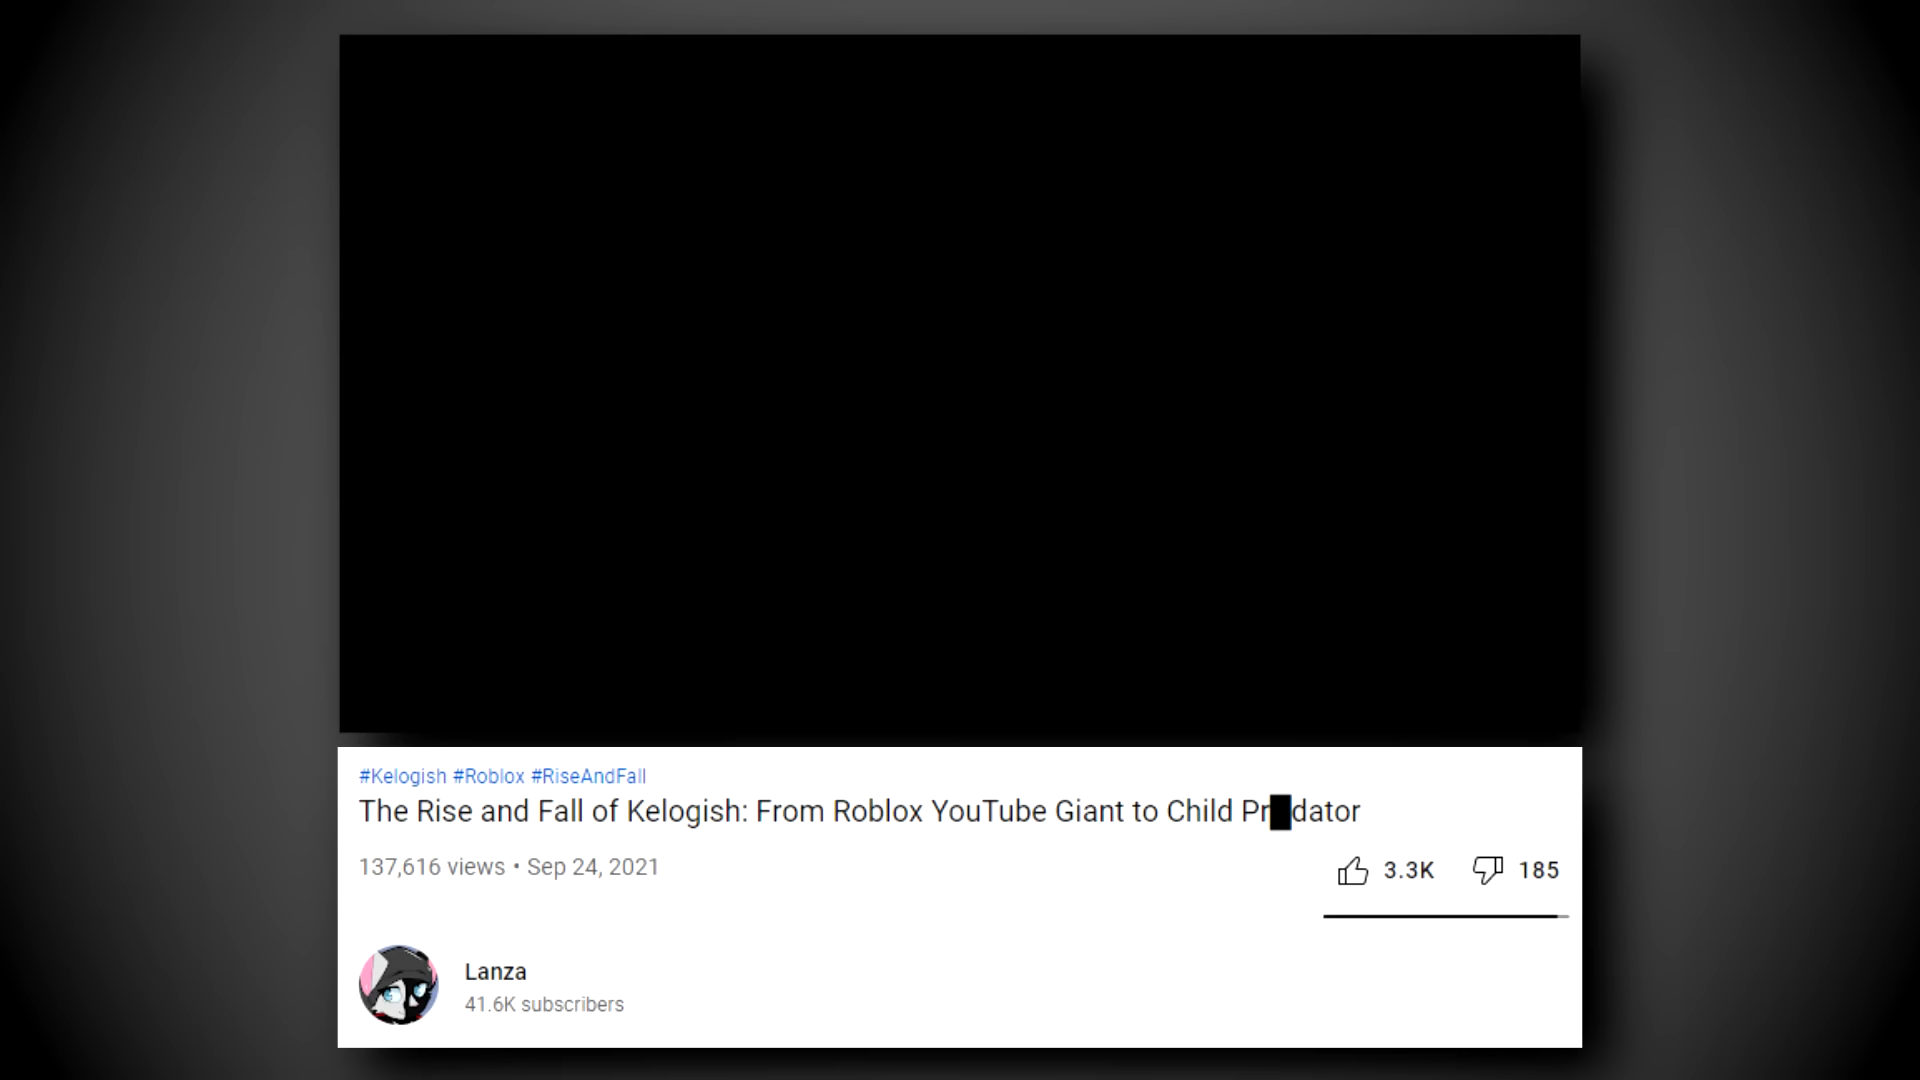 #Kelogish #Roblox #RiseAndFall
The Rise and Fall of Kelogish: From Roblox YouTube Giant to Child Pr█dator
137,616 views • Sep 24, 2021
3.3K 185
Lanza
41.6K subscribers